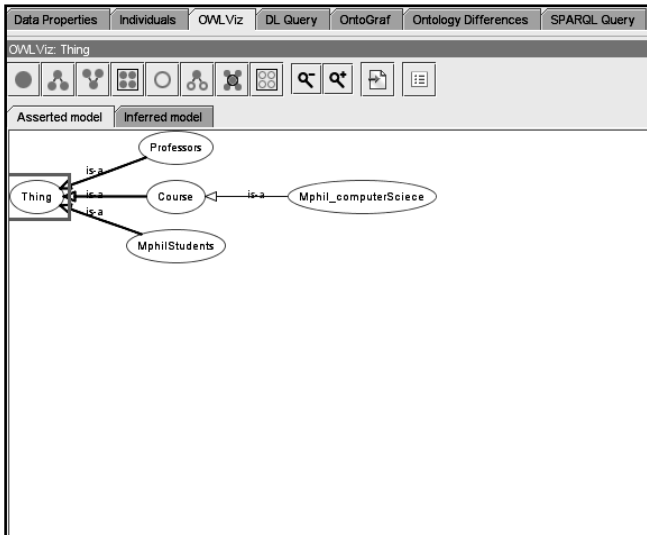 Data Properties Individuals OWLViz DL Query OntoGraf Ontology Differences SPARQL Query
OWLViz: Thing
Asserted model Inferred model
Professors
is-a
Thing is-a Course is-a Mphil_computerSciece
is-a
MphilStudents